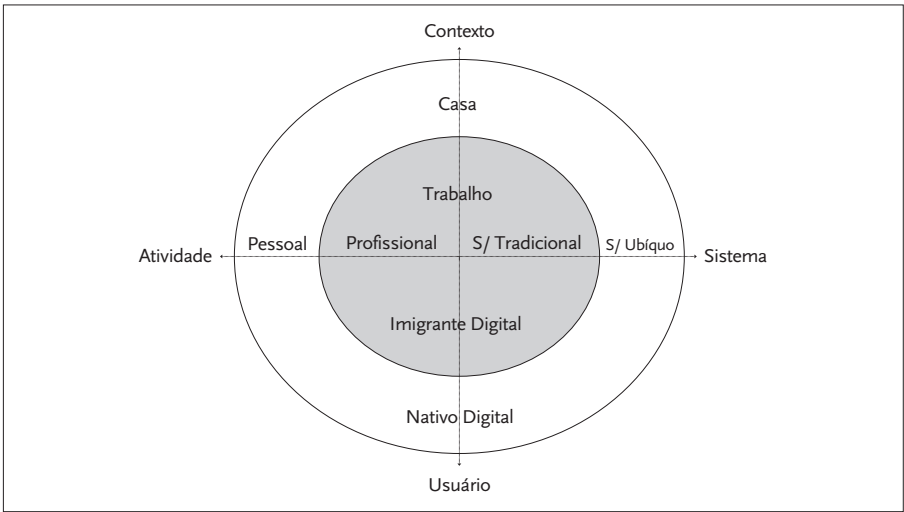 Contexto
Casa
Trabalho
Atividade Pessoal Profissional S/ Tradicional S/ Ubíquo Sistema
Imigrante Digital
Nativo Digital
Usuário